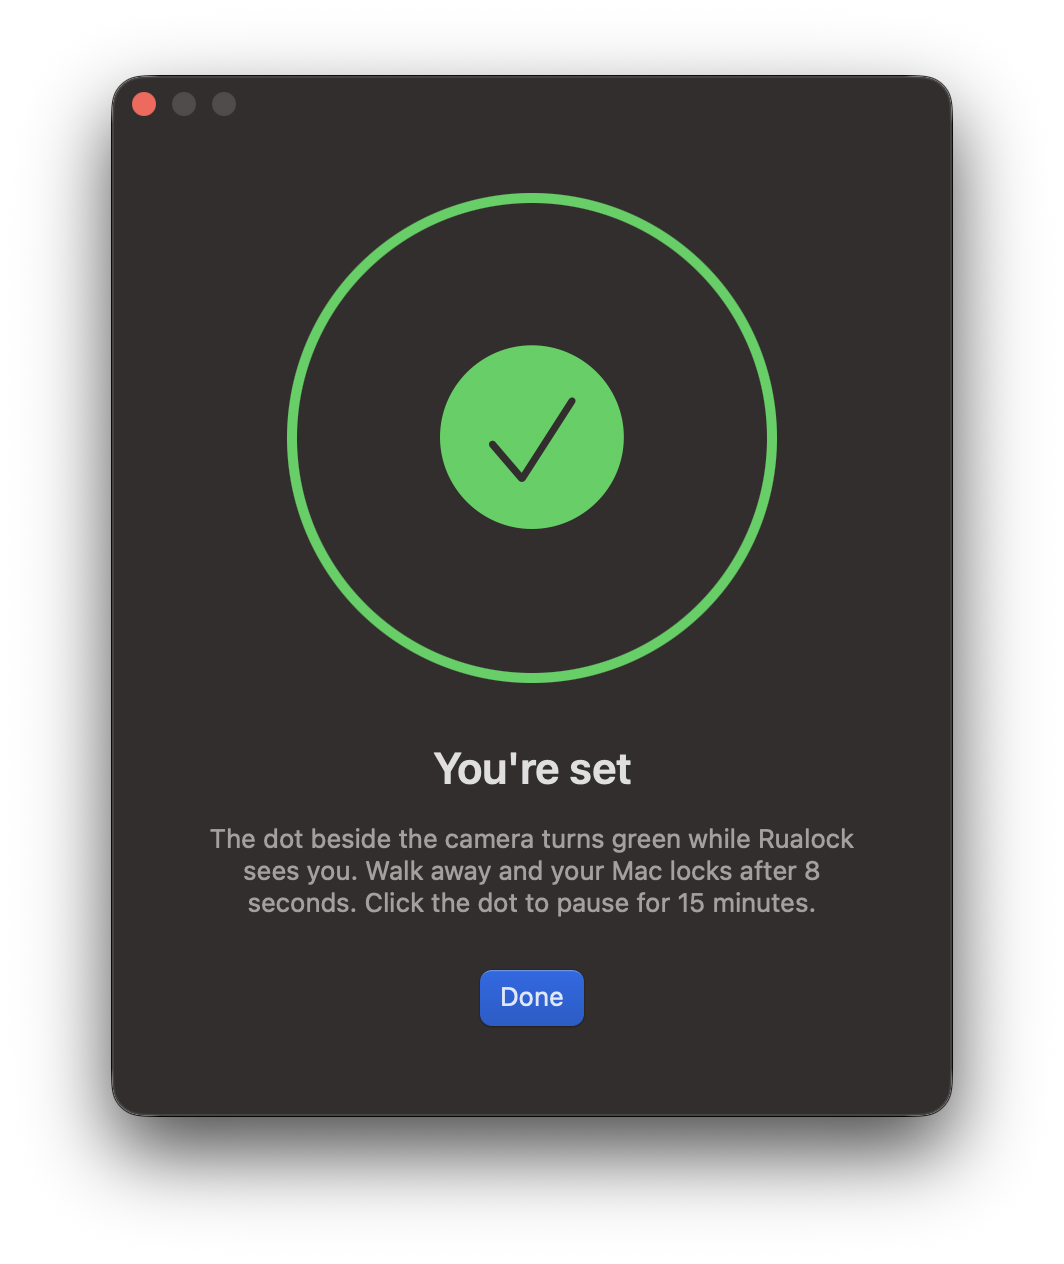 You're set
The dot beside the camera turns green while Rualock
sees you. Walk away and your Mac locks after 8
seconds. Click the dot to pause for 15 minutes.
Done